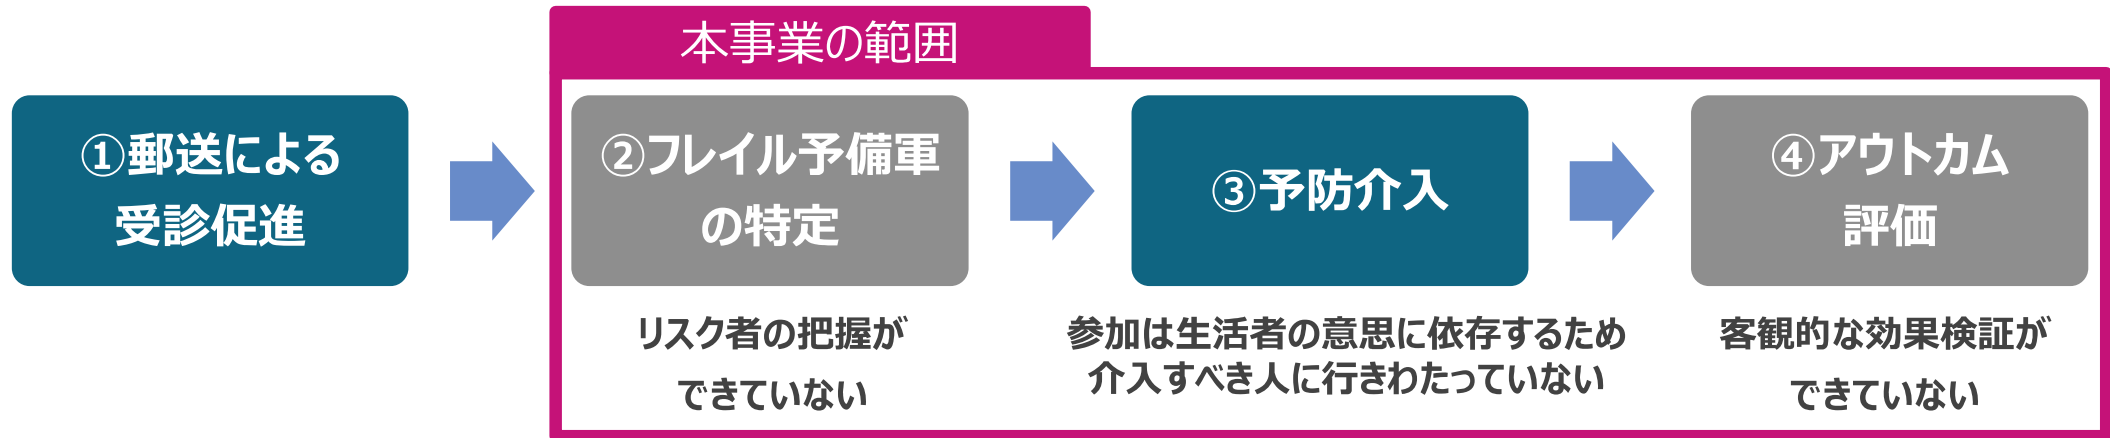 本事業の範囲
①郵送による
受診促進
②フレイル予備軍
の特定
③予防介入
④アウトカム
評価
リスク者の把握が
できていない
参加は生活者の意思に依存するため
介入すべき人に行きわたっていない
客観的な効果検証が
できていない